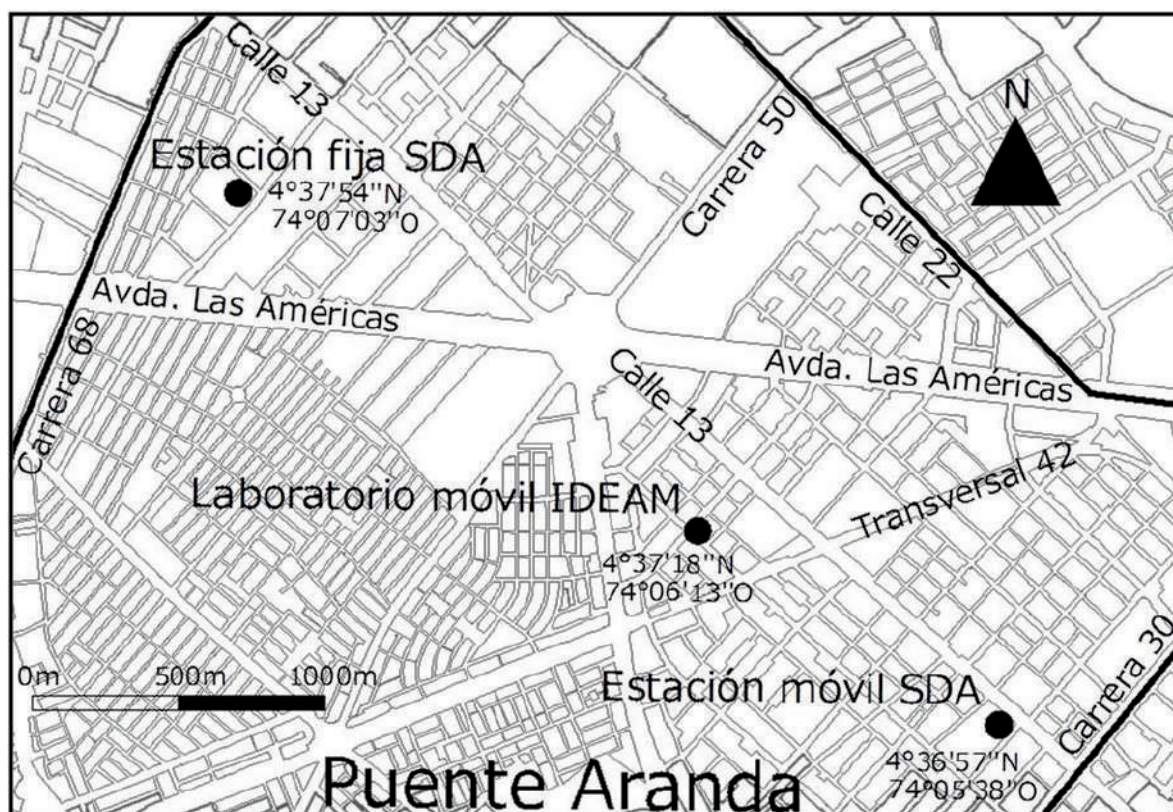 Calle 13
N
Carrera 50
Estación fija SDA
4°37'54"N
74°07'03"O
Calle 22
Avda. Las Américas
Carrera 68
Avda. Las Américas
Calle 13
Transversal 42
Laboratorio móvil IDEAM
4°37'18"N
74°06'13"O
Carrera 30
0m 500m 1000m
Estación móvil SDA
4°36'57"N
74°05'38"O
Puente Aranda